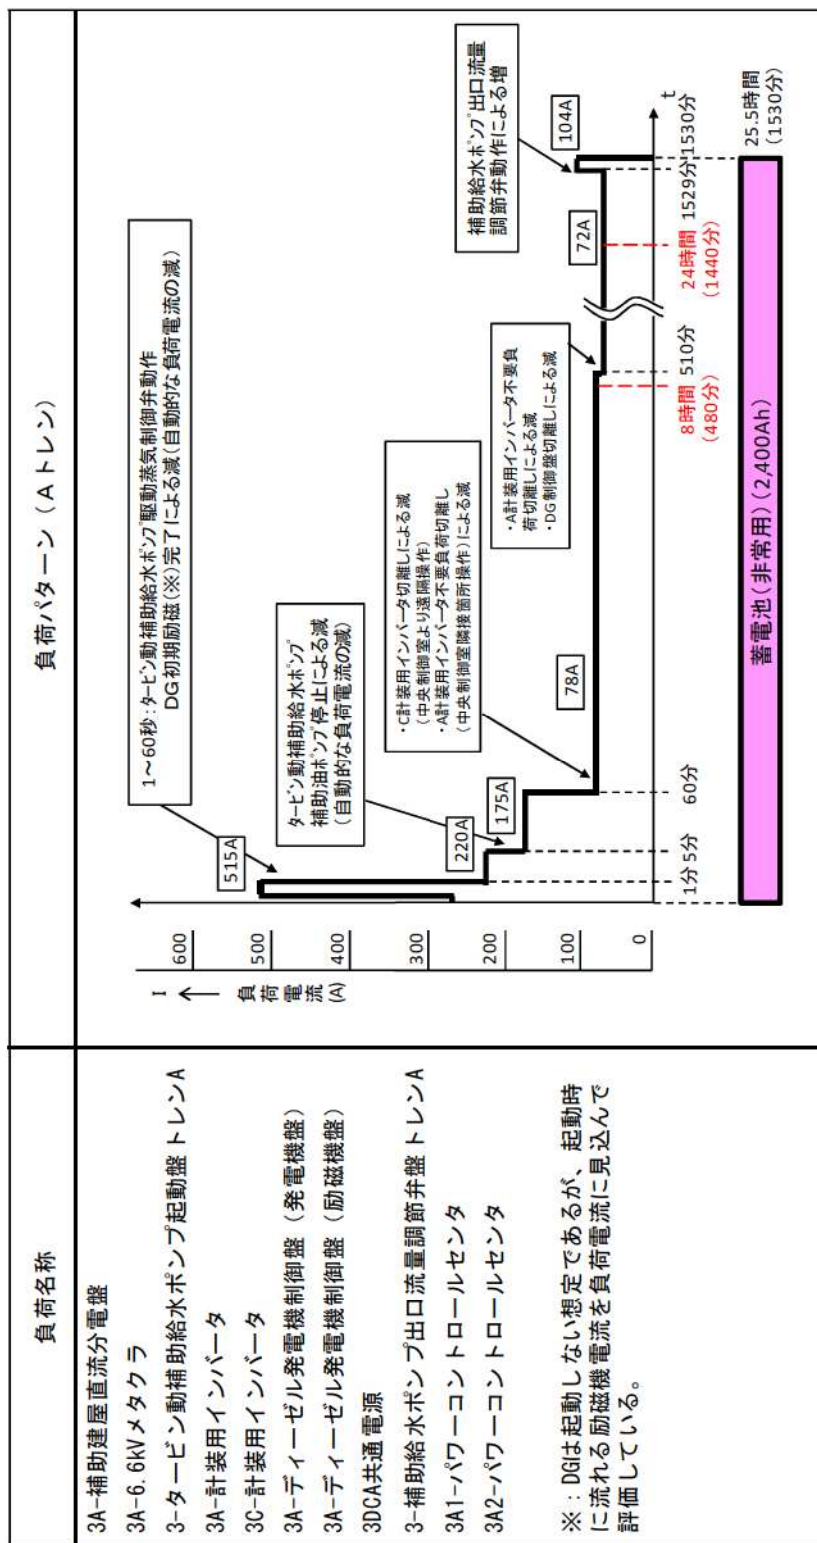 負荷名称
3A-補助建屋直流分電盤
3A-6.6kVメタクラ
3-タービン動補助給水ポンプ起動盤トレンA
3A-計装用インバータ
3C-計装用インバータ
3A-ディーゼル発電機制御盤（発電機盤）
3A-ディーゼル発電機制御盤（励磁機盤）
3DCA共通電源
3-補助給水ポンプ出口流量調節弁盤トレンA
3A1-パワーコントロールセンタ
3A2-パワーコントロールセンタ
※：DGは起動しない想定であるが、起動時
に流れる励磁機電流を負荷電流に見込んで
評価している。
負荷パターン（Aトレン）
I
負荷電流
(A)
600
500
400
300
200
100
0
1～60秒：タービン動補助給水ポンプ駆動蒸気制御弁動作
DG初期励磁(※)完了による減(自動的な負荷電流の減)
515A
タービン動補助給水ポンプ
補助油ポンプ停止による減
(自動的な負荷電流の減)
220A
175A
・C計装用インバータ切離しによる減
(中央制御室より遠隔操作)
・A計装用インバータ不要負荷切離し
(中央制御室隣接箇所操作)による減
78A
・A計装用インバータ不要負
荷切離しによる減
・DG制御盤切離しによる減
72A
補助給水ポンプ出口流量
調節弁動作による増
104A
t
1分
5分
60分
8時間
(480分)
510分
24時間
(1440分)
1529分
1530分
蓄電池(非常用)(2,400Ah)
25.5時間
(1530分)